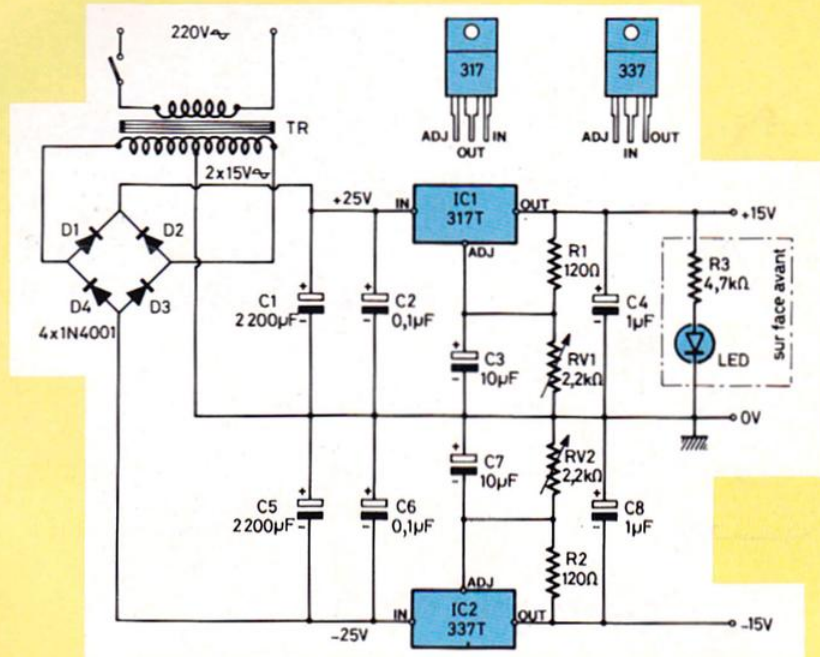 220V~
317
337
TR
ADJ
IN
OUT
ADJ
OUT
IN
2x15V~
+25V
IN
IC1
317T
OUT
ADJ
+15V
D1
D2
D4
D3
4x1N4001
R1
120Ω
R3
4,7kΩ
+
C1
2200µF
-
+
C2
0,1µF
-
+
C4
1µF
-
+
C3
10µF
-
RV1
2,2kΩ
LED
sur face avant
0V
+
C7
10µF
-
RV2
2,2kΩ
+
C5
2200µF
-
+
C6
0,1µF
-
+
C8
1µF
-
R2
120Ω
ADJ
IN
IC2
337T
OUT
-25V
-15V